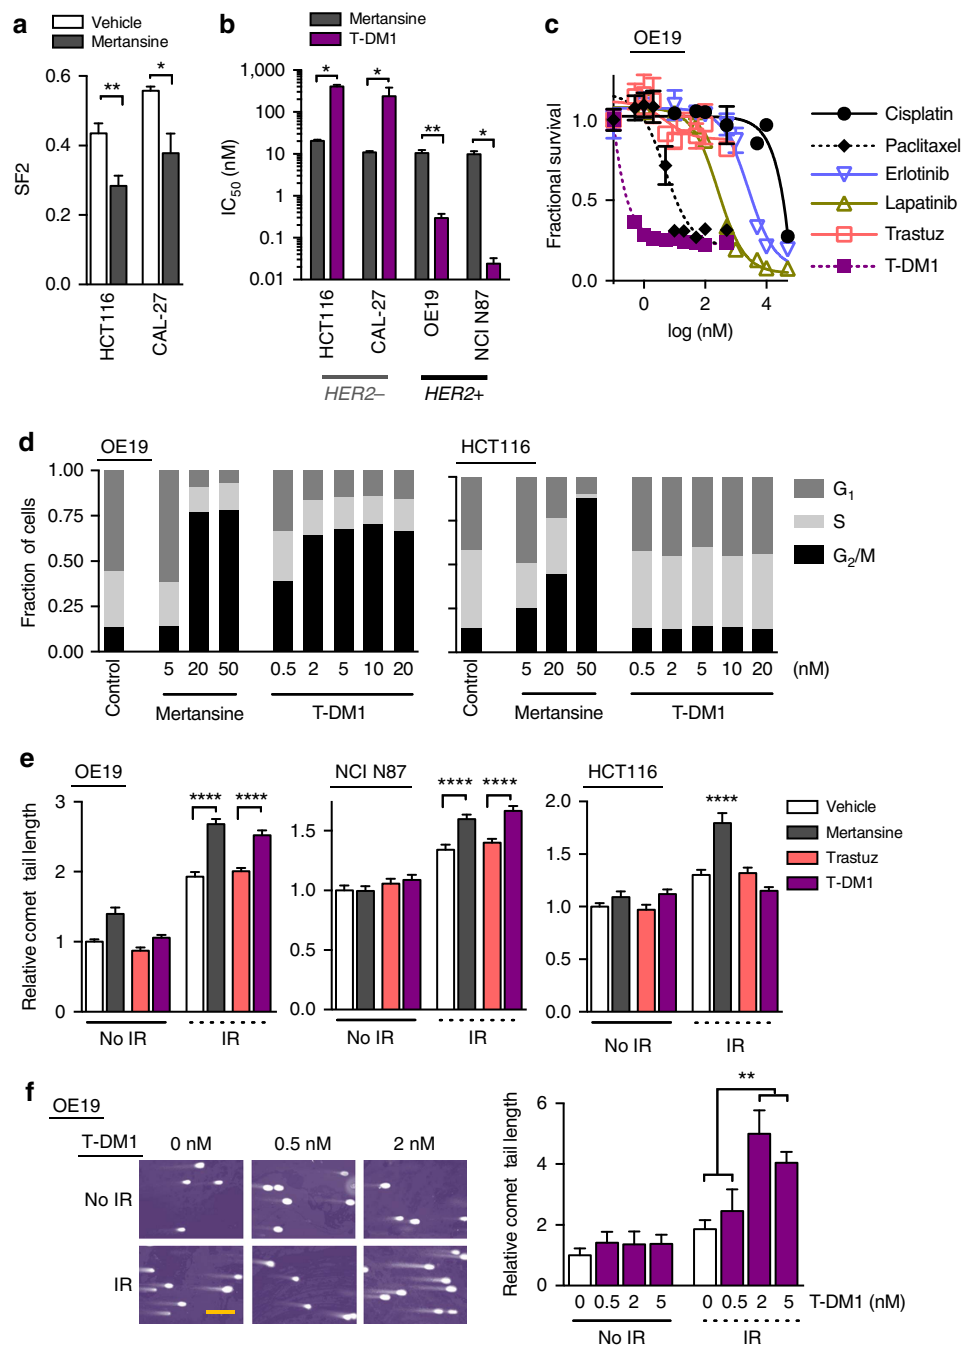 a
Vehicle
Mertansine
SF2
0.6
0.4
0.2
0
**
*
HCT116
CAL-27
b
Mertansine
T-DM1
IC50 (nM)
1,000
100
10
1
0.1
0.01
*
*
**
*
HCT116
CAL-27
OE19
NCI N87
HER2–
HER2+
c
OE19
Fractional survival
1.0
0.5
0.0
0
2
4
log (nM)
Cisplatin
Paclitaxel
Erlotinib
Lapatinib
Trastuz
T-DM1
d
OE19
Fraction of cells
1.00
0.75
0.50
0.25
0.00
Control
5 20 50
0.5 2 5 10 20
Mertansine
T-DM1
HCT116
Control
5 20 50
0.5 2 5 10 20
(nM)
Mertansine
T-DM1
G1
S
G2/M
e
OE19
Relative comet tail length
3
2
1
0
**** ****
No IR
IR
NCI N87
1.5
1.0
0.5
0.0
**** ****
No IR
IR
HCT116
2.0
1.5
1.0
0.5
0.0
****
No IR
IR
Vehicle
Mertansine
Trastuz
T-DM1
f
OE19
T-DM1
0 nM
0.5 nM
2 nM
No IR
IR
Relative comet tail length
6
4
2
0
**
0 0.5 2 5
0 0.5 2 5
T-DM1 (nM)
No IR
IR